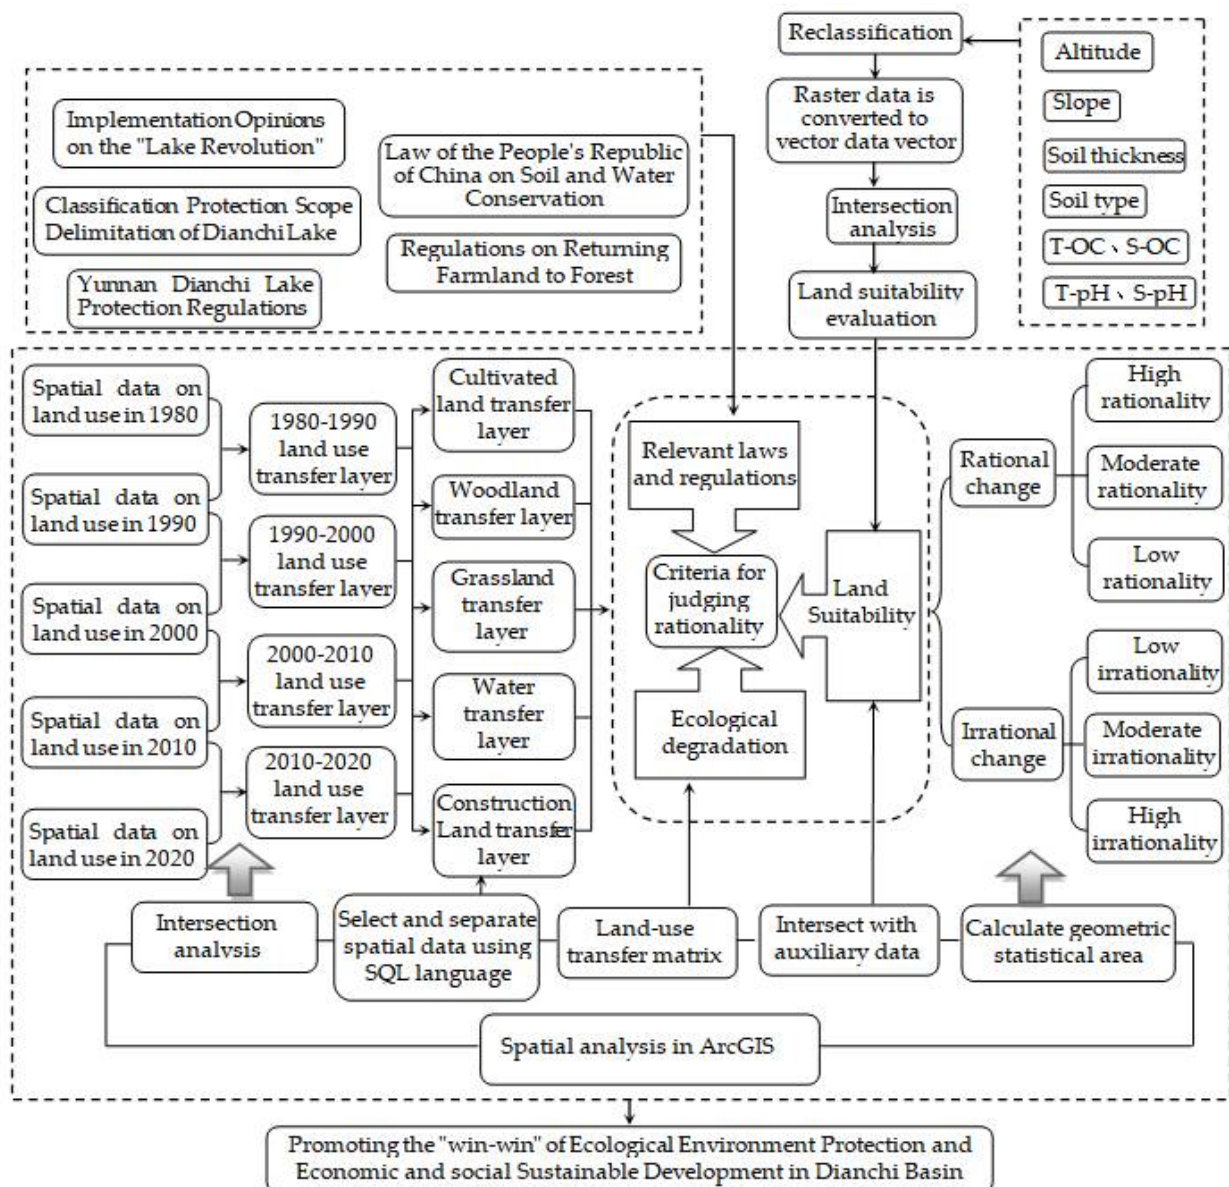 Reclassification
Raster data is
converted to
vector data vector
Intersection
analysis
Land suitability
evaluation
Altitude
Slope
Soil thickness
Soil type
T-OC、S-OC
T-pH、S-pH
Implementation Opinions
on the "Lake Revolution"
Classification Protection Scope
Delimitation of Dianchi Lake
Yunnan Dianchi Lake
Protection Regulations
Law of the People's Republic
of China on Soil and Water
Conservation
Regulations on Returning
Farmland to Forest
Spatial data on
land use in 1980
Spatial data on
land use in 1990
Spatial data on
land use in 2000
Spatial data on
land use in 2010
Spatial data on
land use in 2020
1980-1990
land use
transfer layer
1990-2000
land use
transfer layer
2000-2010
land use
transfer layer
2010-2020
land use
transfer layer
Cultivated
land transfer
layer
Woodland
transfer layer
Grassland
transfer
layer
Water
transfer
layer
Construction
Land transfer
layer
Relevant laws
and regulations
Criteria for
judging
rationality
Land
Suitability
Ecological
degradation
Rational
change
Irrational
change
High
rationality
Moderate
rationality
Low
rationality
Low
irrationality
Moderate
irrationality
High
irrationality
Intersection
analysis
Select and separate
spatial data using
SQL language
Land-use
transfer matrix
Intersect with
auxiliary data
Calculate geometric
statistical area
Spatial analysis in ArcGIS
Promoting the "win-win" of Ecological Environment Protection and
Economic and social Sustainable Development in Dianchi Basin